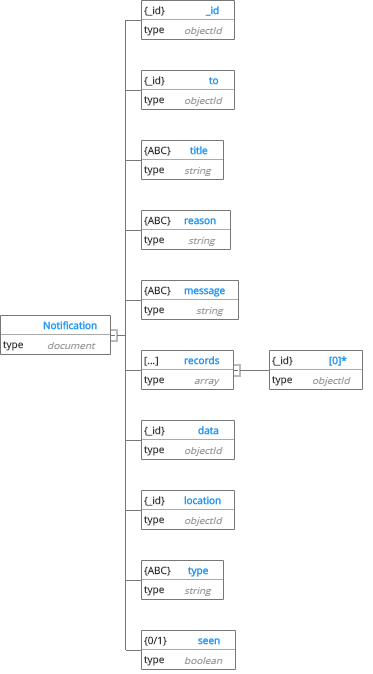 {_id} _id
type objectId
{_id} to
type objectId
{ABC} title
type string
{ABC} reason
type string
{ABC} message
type string
Notification
type document
[...] records
type array
{_id} [0]*
type objectId
{_id} data
type objectId
{_id} location
type objectId
{ABC} type
type string
{0/1} seen
type boolean